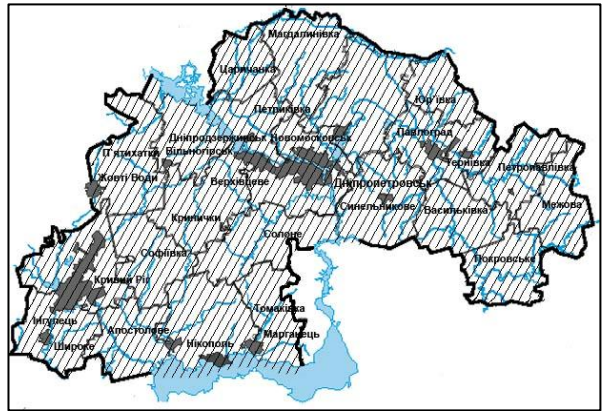 Магдалинівка
Царичанка
Юр'ївка
Петриківка
Дніпродзержинськ Новомосковськ
Павлоград
Вільногірськ
П'ятихатки
Тернівка
Петропавлівка
Жовті Води
Верхівцеве
Дніпропетровськ
Межова
Кринички
Синельникове
Васильківка
Солоне
Софіївка
Покровське
Кривий Ріг
Томаківка
Інгулець
Апостолове
Марганець
Широке
Нікополь